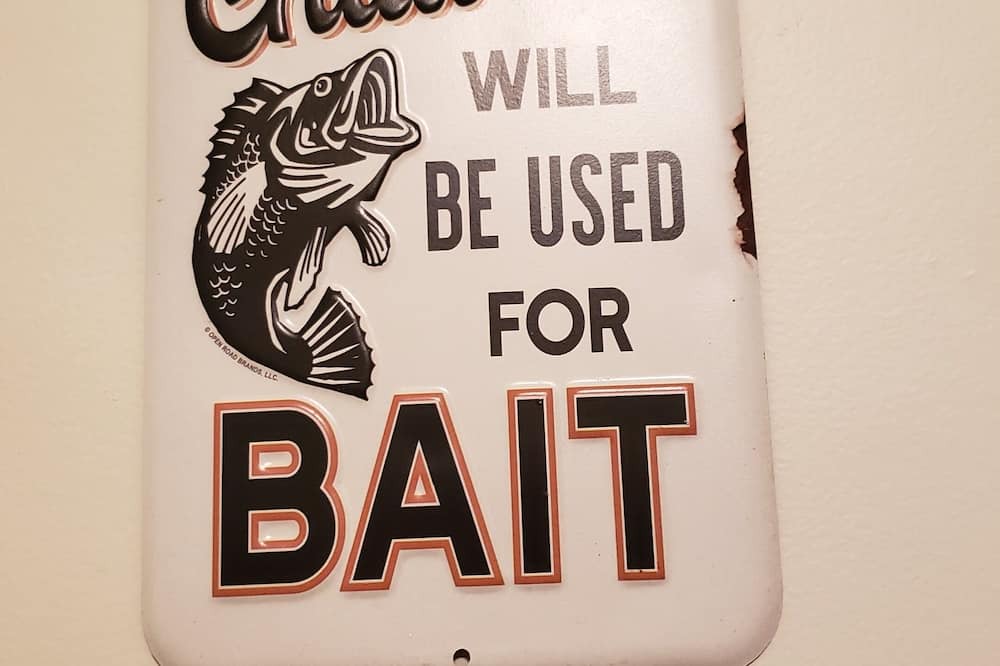 WILL
BE USED
FOR
© OPEN ROAD BRANDS, LLC.
BAIT